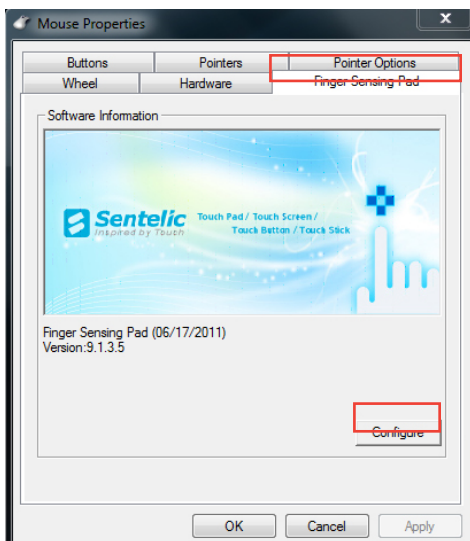 Mouse Properties
x
Buttons Pointers Pointer Options
Wheel Hardware Finger Sensing Pad
Software Information
Sentelic
Inspired by Touch
Touch Pad / Touch Screen /
Touch Button / Touch Stick
Finger Sensing Pad (06/17/2011)
Version:9.1.3.5
Configure
OK Cancel Apply